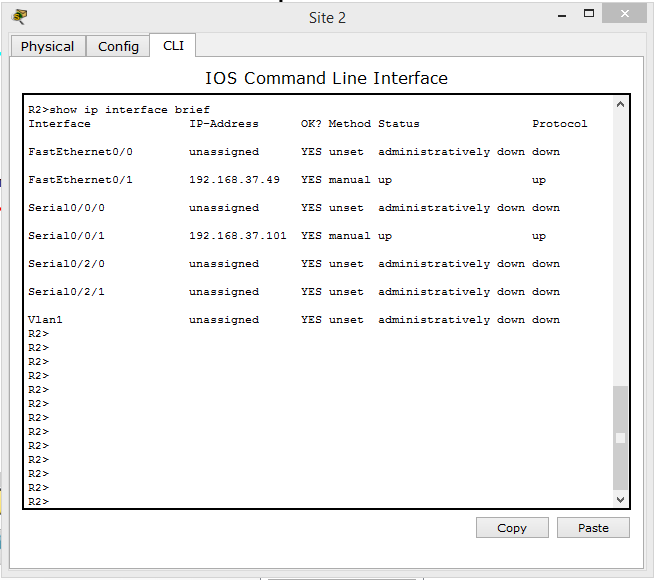 Site 2
Physical Config CLI
IOS Command Line Interface
R2>show ip interface brief
Interface IP-Address OK? Method Status Protocol
FastEthernet0/0 unassigned YES unset administratively down down
FastEthernet0/1 192.168.37.49 YES manual up up
Serial0/0/0 unassigned YES unset administratively down down
Serial0/0/1 192.168.37.101 YES manual up up
Serial0/2/0 unassigned YES unset administratively down down
Serial0/2/1 unassigned YES unset administratively down down
Vlan1 unassigned YES unset administratively down down
R2>
R2>
R2>
R2>
R2>
R2>
R2>
R2>
R2>
R2>
R2>
R2>
R2>
Copy Paste